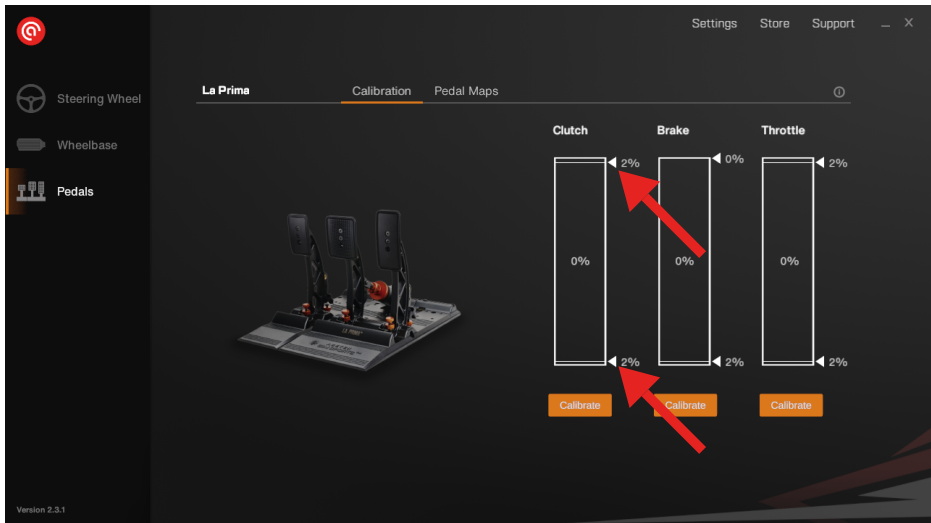 Settings Store Support
Steering Wheel
Wheelbase
Pedals
La Prima
Calibration Pedal Maps
Clutch Brake Throttle
2% 0% 2%
0% 0% 0%
2% 2% 2%
Calibrate Calibrate Calibrate
Version 2.3.1